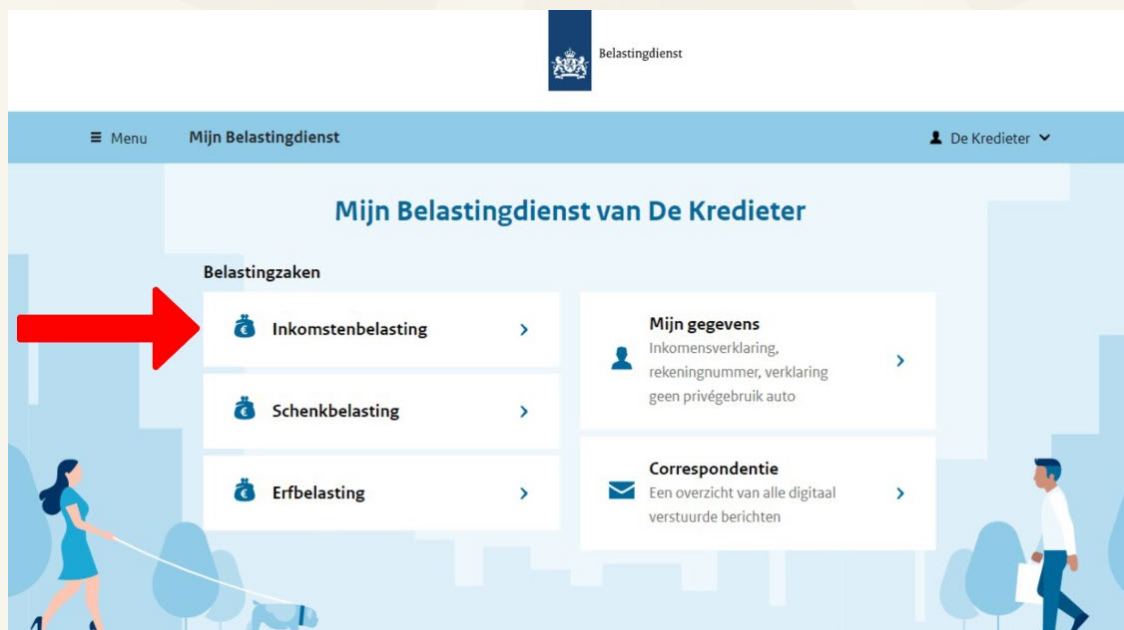 Belastingdienst
Menu
Mijn Belastingdienst
De Kredieter
Mijn Belastingdienst van De Kredieter
Belastingzaken
Inkomstenbelasting
Schenkbelasting
Erfbelasting
Mijn gegevens
Inkomensverklaring,
rekeningnummer, verklaring
geen privégebruik auto
Correspondentie
Een overzicht van alle digitaal
verstuurde berichten